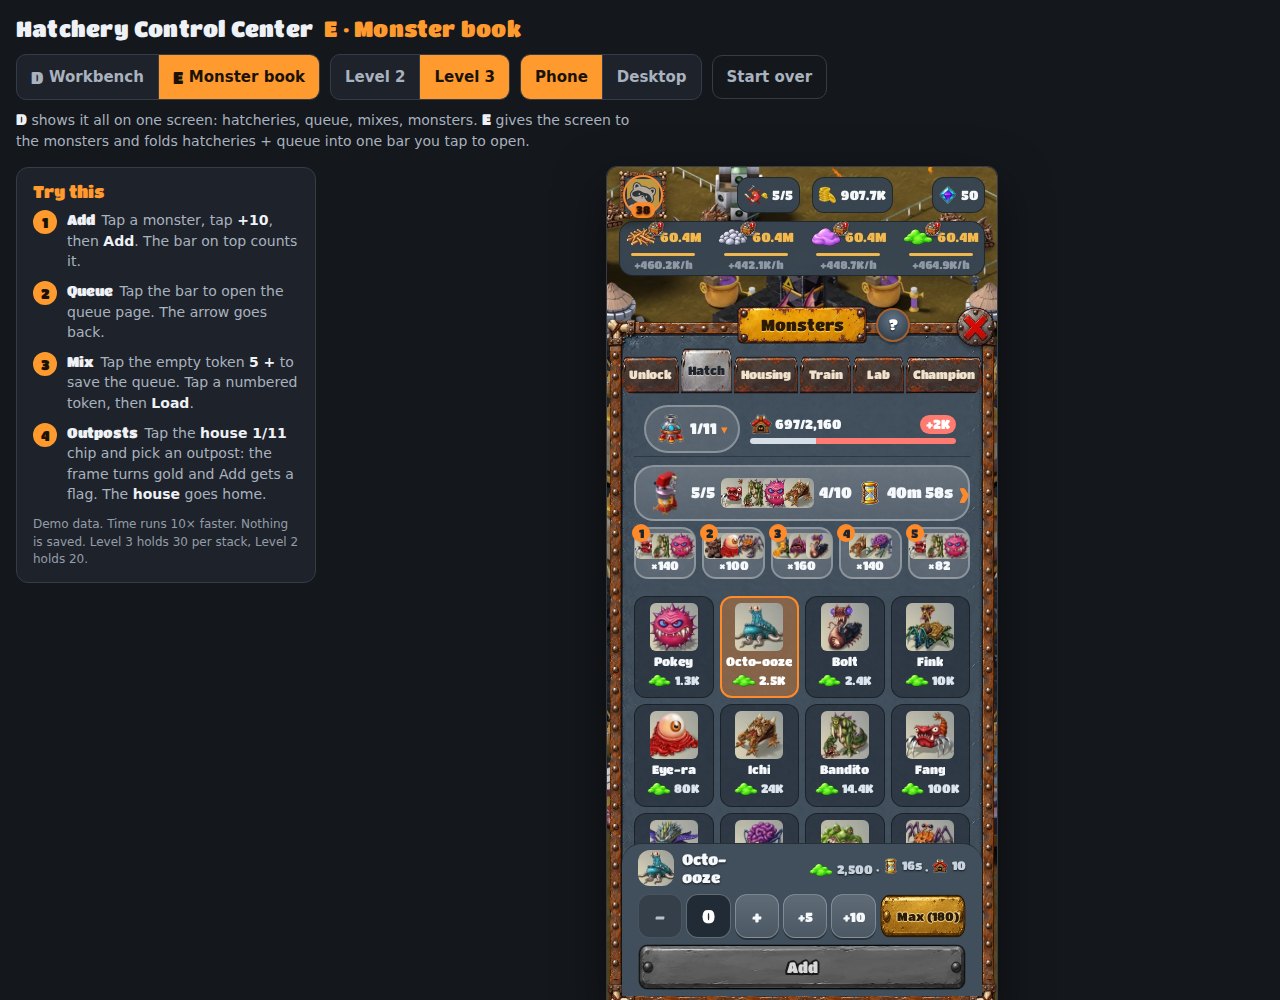 Hatchery Control Center E · Monster book
D Workbench E Monster book Level 2 Level 3 Phone Desktop Start over
D shows it all on one screen: hatcheries, queue, mixes, monsters. E gives the screen to
the monsters and folds hatcheries + queue into one bar you tap to open.
Try this
1 Add Tap a monster, tap +10,
then Add. The bar on top counts
it.
2 Queue Tap the bar to open the
queue page. The arrow goes
back.
3 Mix Tap the empty token 5 + to
save the queue. Tap a numbered
token, then Load.
4 Outposts Tap the house 1/11
chip and pick an outpost: the
frame turns gold and Add gets a
flag. The house goes home.
Demo data. Time runs 10× faster. Nothing
is saved. Level 3 holds 30 per stack, Level 2
holds 20.
30 5/5 907.7K 50
60.4M 60.4M 60.4M 60.4M
+460.2K/h +442.1K/h +448.7K/h +464.9K/h
Monsters ?
Unlock Hatch Housing Train Lab Champion
1/11 697/2,160 +2K
5/5 4/10 40m 58s
1 2 3 4 5
×140 ×100 ×160 ×140 ×82
Pokey Octo-ooze Bolt Fink
1.3K 2.5K 2.4K 10K
Eye-ra Ichi Bandito Fang
80K 24K 14.4K 100K
Octo-
ooze
2,500 · 16s · 10
− 0 + +5 +10 Max (180)
Add